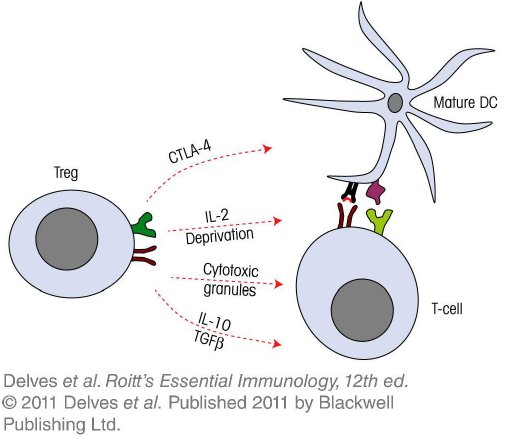 Mature DC
CTLA-4
Treg
IL-2
Deprivation
Cytotoxic
granules
T-cell
IL-10
TGFβ
Delves et al. Roitt's Essential Immunology, 12th ed.
© 2011 Delves et al. Published 2011 by Blackwell
Publishing Ltd.